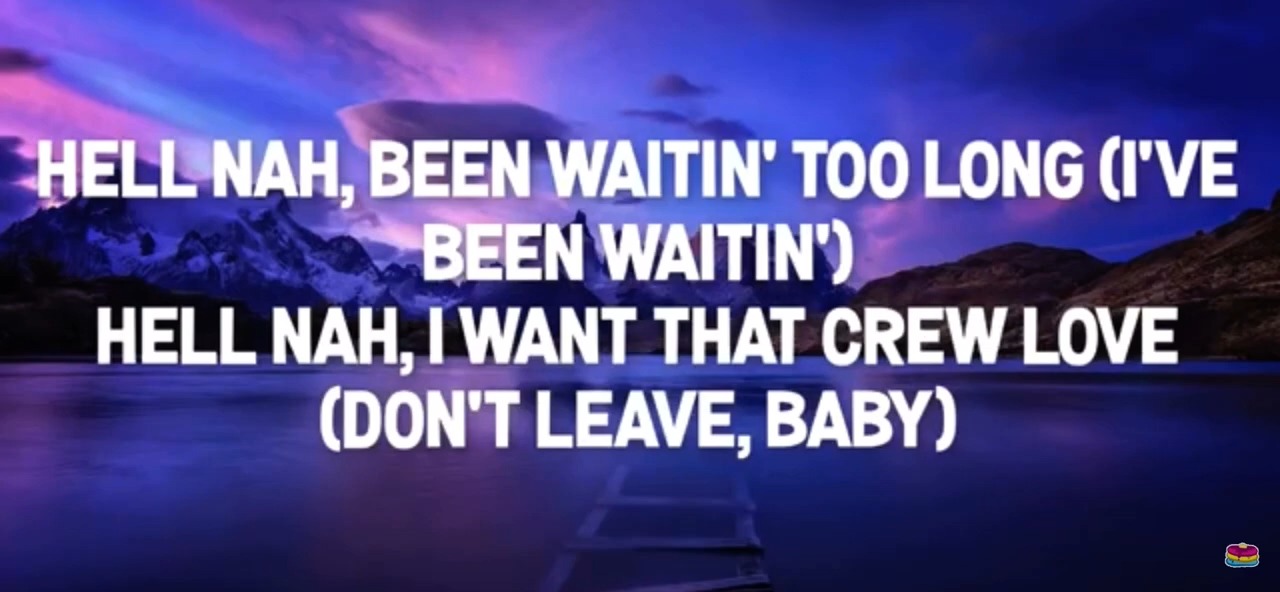 HELL NAH, BEEN WAITIN' TOO LONG (I'VE
BEEN WAITIN')
HELL NAH, I WANT THAT CREW LOVE
(DON'T LEAVE, BABY)